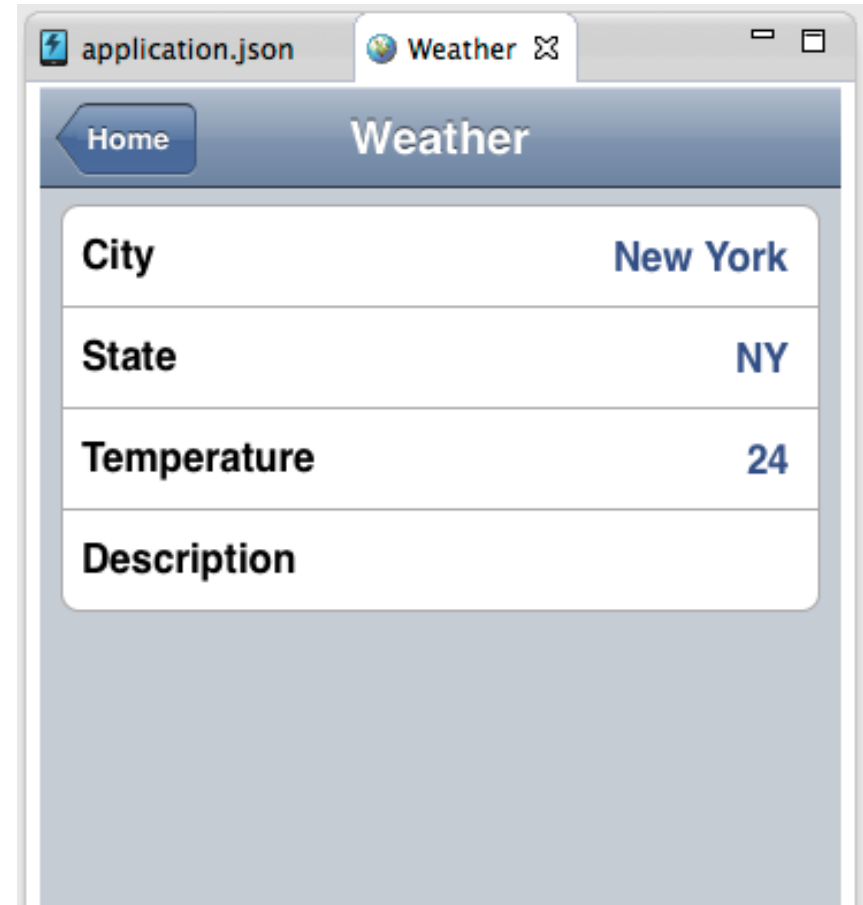 application.json Weather
Home Weather
City New York
State NY
Temperature 24
Description